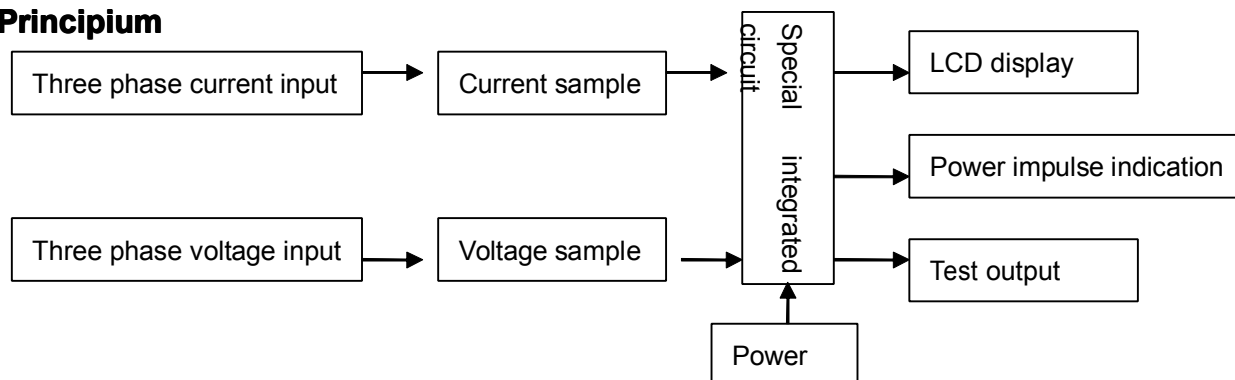 Principium
Three phase current input
Current sample
Special integrated
circuit
LCD display
Power impulse indication
Three phase voltage input
Voltage sample
Test output
Power